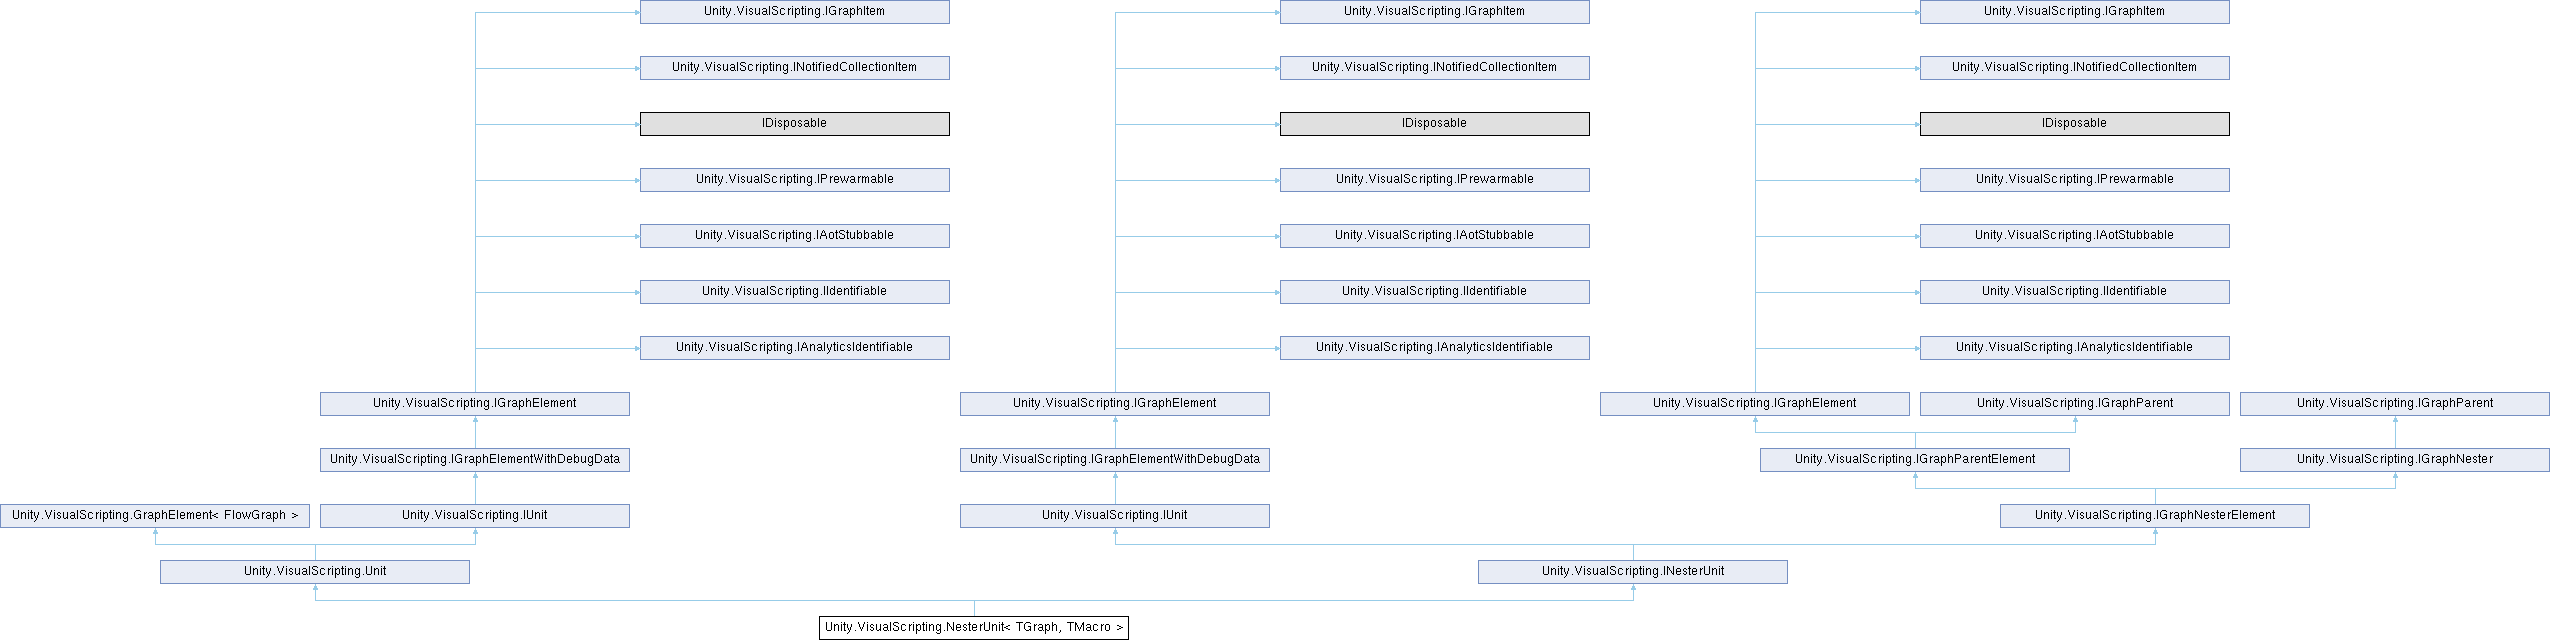 Unity.VisualScripting.IGraphItem
Unity.VisualScripting.IGraphItem
Unity.VisualScripting.IGraphItem
Unity.VisualScripting.INotifiedCollectionItem
Unity.VisualScripting.INotifiedCollectionItem
Unity.VisualScripting.INotifiedCollectionItem
IDisposable
IDisposable
IDisposable
Unity.VisualScripting.IPrewarmable
Unity.VisualScripting.IPrewarmable
Unity.VisualScripting.IPrewarmable
Unity.VisualScripting.IAotStubbable
Unity.VisualScripting.IAotStubbable
Unity.VisualScripting.IAotStubbable
Unity.VisualScripting.IIdentifiable
Unity.VisualScripting.IIdentifiable
Unity.VisualScripting.IIdentifiable
Unity.VisualScripting.IAnalyticsIdentifiable
Unity.VisualScripting.IAnalyticsIdentifiable
Unity.VisualScripting.IAnalyticsIdentifiable
Unity.VisualScripting.IGraphElement
Unity.VisualScripting.IGraphElement
Unity.VisualScripting.IGraphElement
Unity.VisualScripting.IGraphParent
Unity.VisualScripting.IGraphParent
Unity.VisualScripting.IGraphElementWithDebugData
Unity.VisualScripting.IGraphElementWithDebugData
Unity.VisualScripting.IGraphParentElement
Unity.VisualScripting.IGraphNester
Unity.VisualScripting.GraphElement< FlowGraph >
Unity.VisualScripting.IUnit
Unity.VisualScripting.IUnit
Unity.VisualScripting.IGraphNesterElement
Unity.VisualScripting.Unit
Unity.VisualScripting.INesterUnit
Unity.VisualScripting.NesterUnit< TGraph, TMacro >